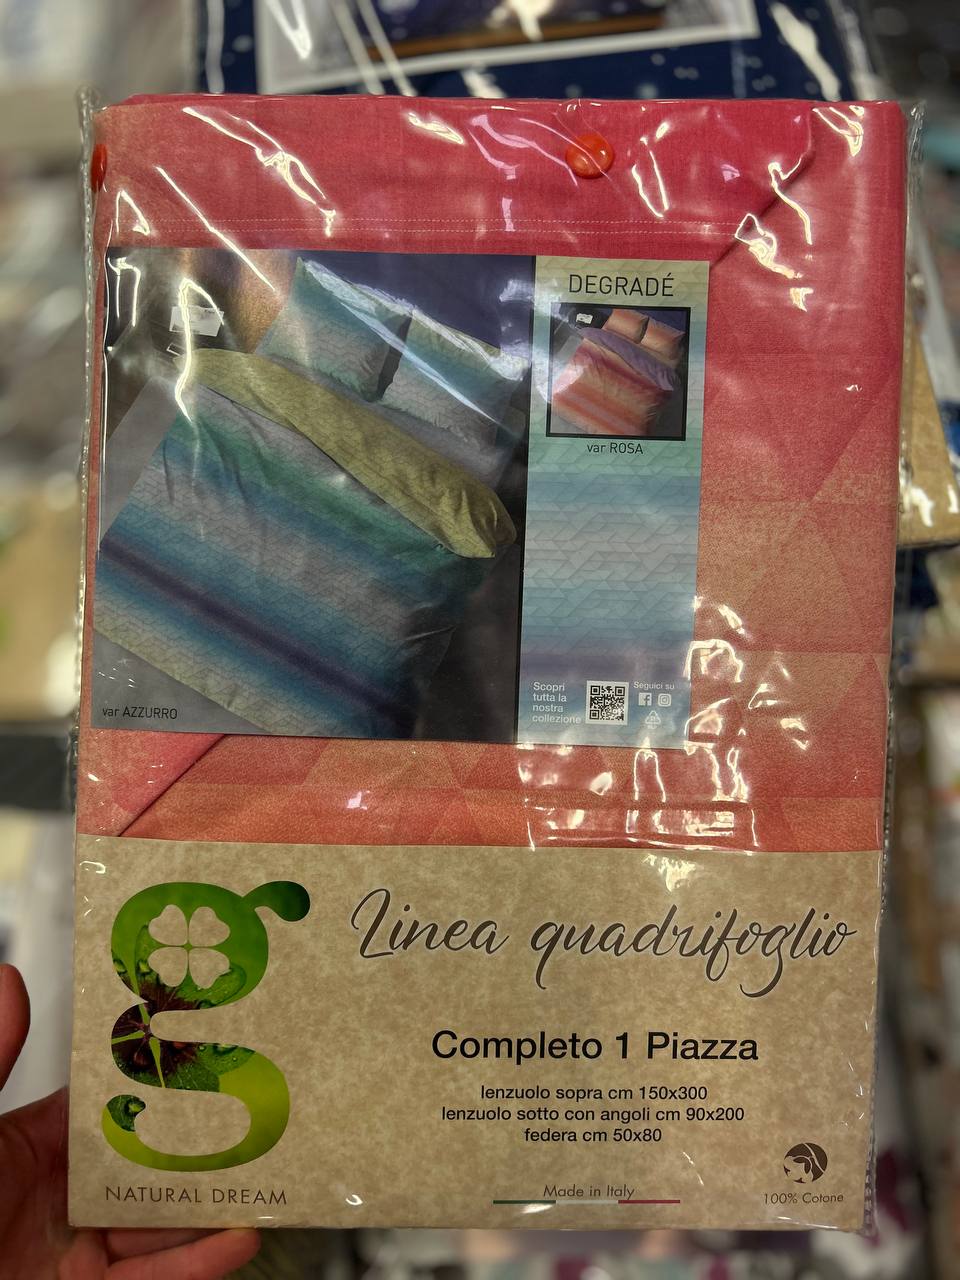 DEGRADÉ
var ROSA
var AZZURRO
Scopri
tutta la
nostra
collezione
Seguici su
Linea quadrifoglio
Completo 1 Piazza
lenzuolo sopra cm 150x300
lenzuolo sotto con angoli cm 90x200
federa cm 50x80
g
NATURAL DREAM
Made in Italy
100% Cotone